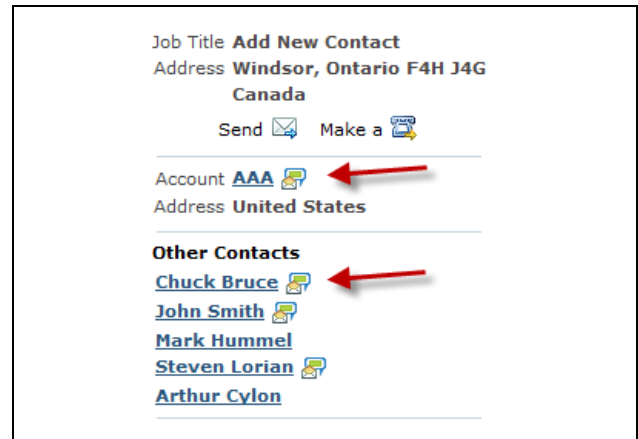 Job Title Add New Contact
Address Windsor, Ontario F4H J4G
Canada
Send Make a
Account AAA
Address United States
Other Contacts
Chuck Bruce
John Smith
Mark Hummel
Steven Lorian
Arthur Cylon